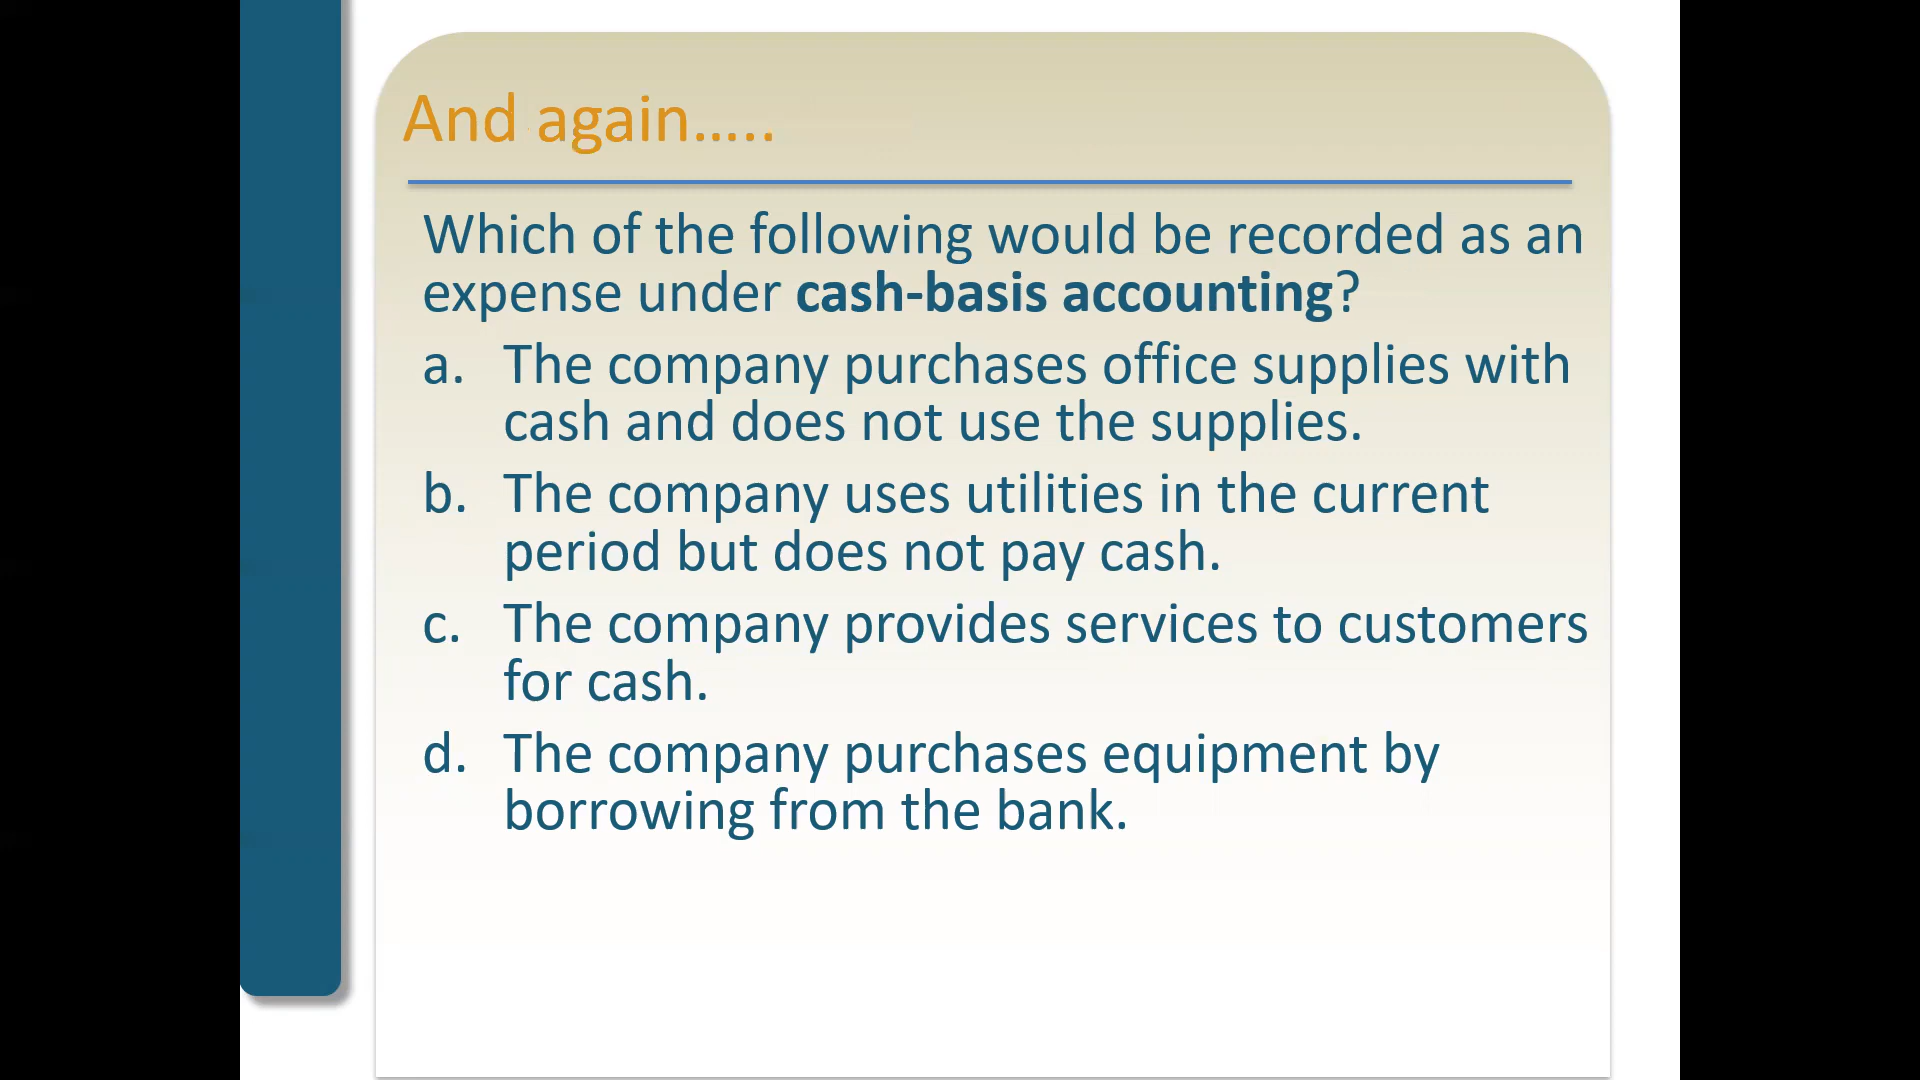 And again…..
Which of the following would be recorded as an
expense under cash-basis accounting?
a. The company purchases office supplies with
cash and does not use the supplies.
b. The company uses utilities in the current
period but does not pay cash.
c. The company provides services to customers
for cash.
d. The company purchases equipment by
borrowing from the bank.